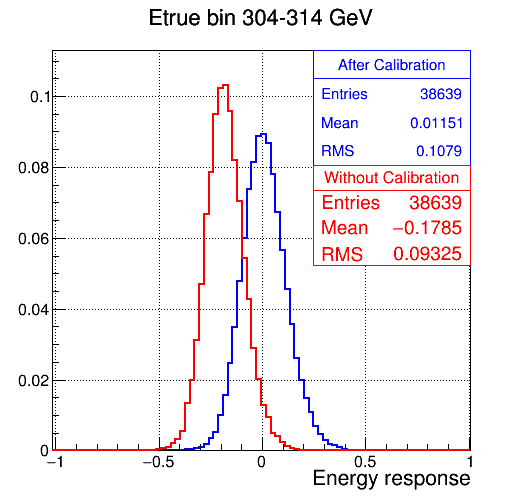 Etrue bin 304-314 GeV
After Calibration
Entries 38639
Mean 0.01151
RMS 0.1079
Without Calibration
Entries 38639
Mean −0.1785
RMS 0.09325
0.1
0.08
0.06
0.04
0.02
0
−1 −0.5 0 0.5 1
Energy response